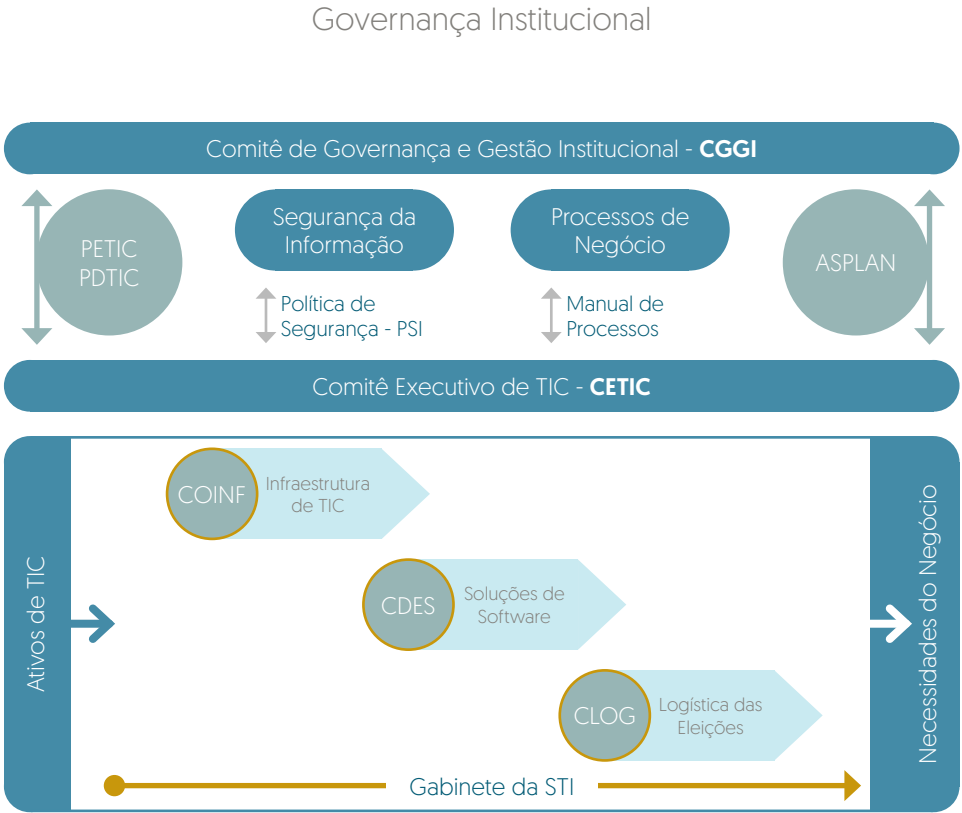 Governança Institucional
Comitê de Governança e Gestão Institucional - CGGI
PETIC
PDTIC
Segurança da
Informação
Processos de
Negócio
ASPLAN
Política de
Segurança - PSI
Manual de
Processos
Comitê Executivo de TIC - CETIC
Ativos de TIC
COINF
Infraestrutura
de TIC
CDES
Soluções de
Software
CLOG
Logística das
Eleições
Necessidades do Negócio
Gabinete da STI